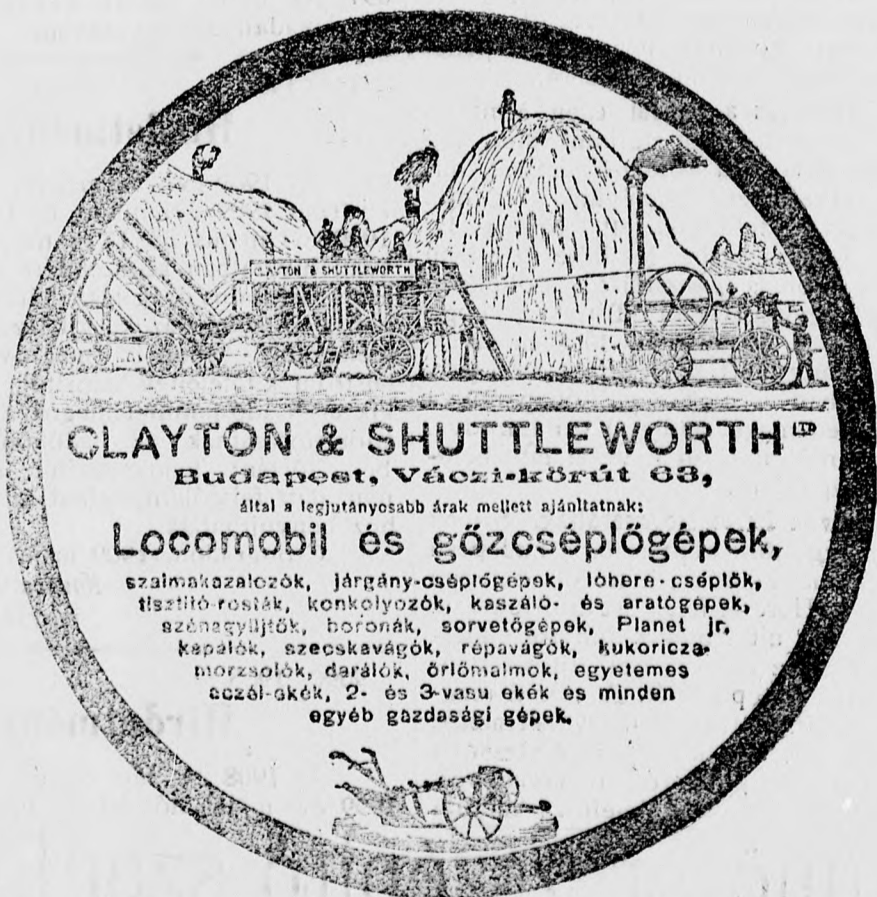 CLAYTON & SHUTTLEWORTH
CLAYTON & SHUTTLEWORTH LTD
Budapest, Váczi-körút 63,
által a legjutányosabb árak mellett ajánltatnak:
Locomobil és gőzcséplőgépek,
szalmakazalozók, járgány-cséplőgépek, lóhere-cséplők,
tisztító-rosták, konkolyozók, kaszáló- és aratógépek,
szénagyüjtők, boronák, sorvetőgépek, Planet jr.
kapálók, szecskavágók, répavágók, kukoricza-
morzsolók, darálók, őrlőmalmok, egyetemes
aczél-ekék, 2- és 3-vasu ekék és minden
egyéb gazdasági gépek.